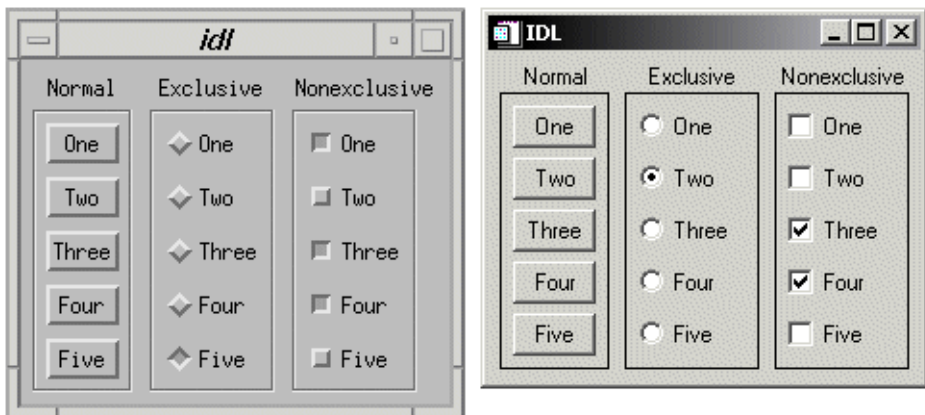 idl
Normal Exclusive Nonexclusive
One One One
Two Two Two
Three Three Three
Four Four Four
Five Five Five
IDL
Normal Exclusive Nonexclusive
One One One
Two Two Two
Three Three Three
Four Four Four
Five Five Five